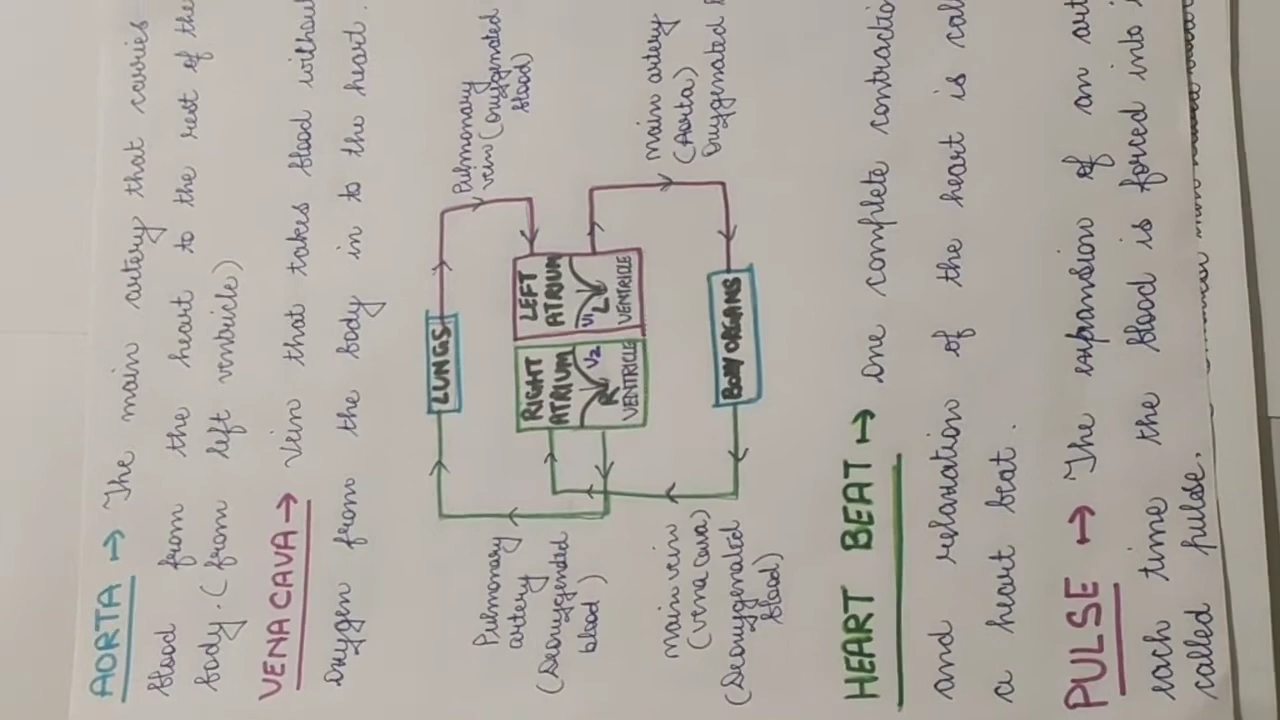 AORTA → The main artery that carries
blood from the heart to the rest of the
body. (from left ventricle)
VENA CAVA → Vein that takes blood withou
oxygen from the body in to the heart.
Pulmonary
vein (oxygenated
blood)
LUNGS
Pulmonary
artery
(Deoxygended
blood)
RIGHT
ATRIUM
V2
R
VENTRICLE
LEFT
ATRIUM
V1
L
VENTRICLE
main artery
(Aorta)
Oxygenated
main vein
(vena cava)
(Deoxygenated
blood)
BODY ORGANS
HEART BEAT → One complete contractio
and relaxation of the heart is cal
a heart beat.
PULSE → The expansion of an art
each time the blood is forced into
called pulse.